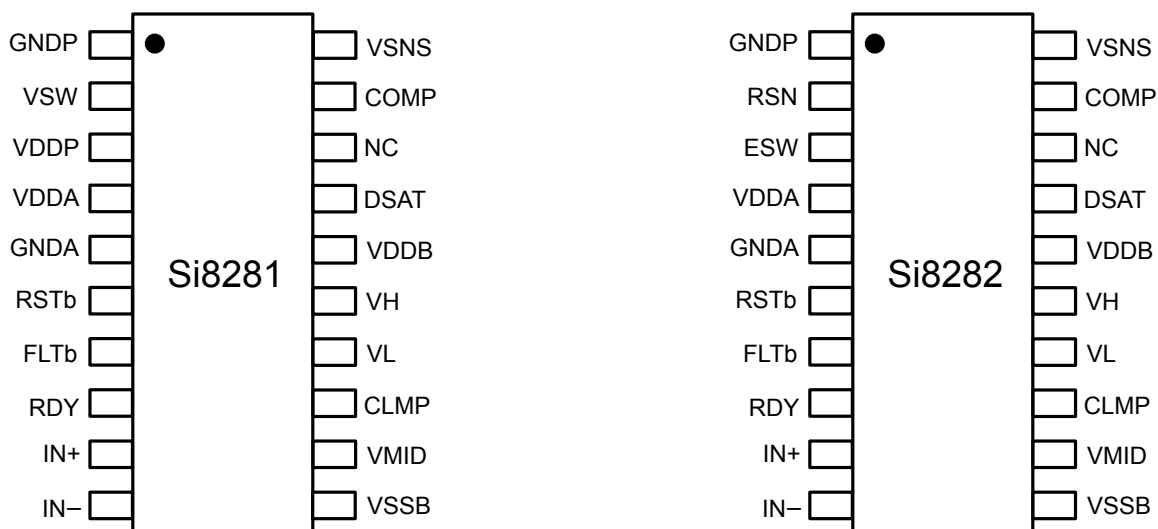 GNDP
VSW
VDDP
VDDA
GNDA
RSTb
FLTb
RDY
IN+
IN–
Si8281
VSNS
COMP
NC
DSAT
VDDB
VH
VL
CLMP
VMID
VSSB
GNDP
RSN
ESW
VDDA
GNDA
RSTb
FLTb
RDY
IN+
IN–
Si8282
VSNS
COMP
NC
DSAT
VDDB
VH
VL
CLMP
VMID
VSSB